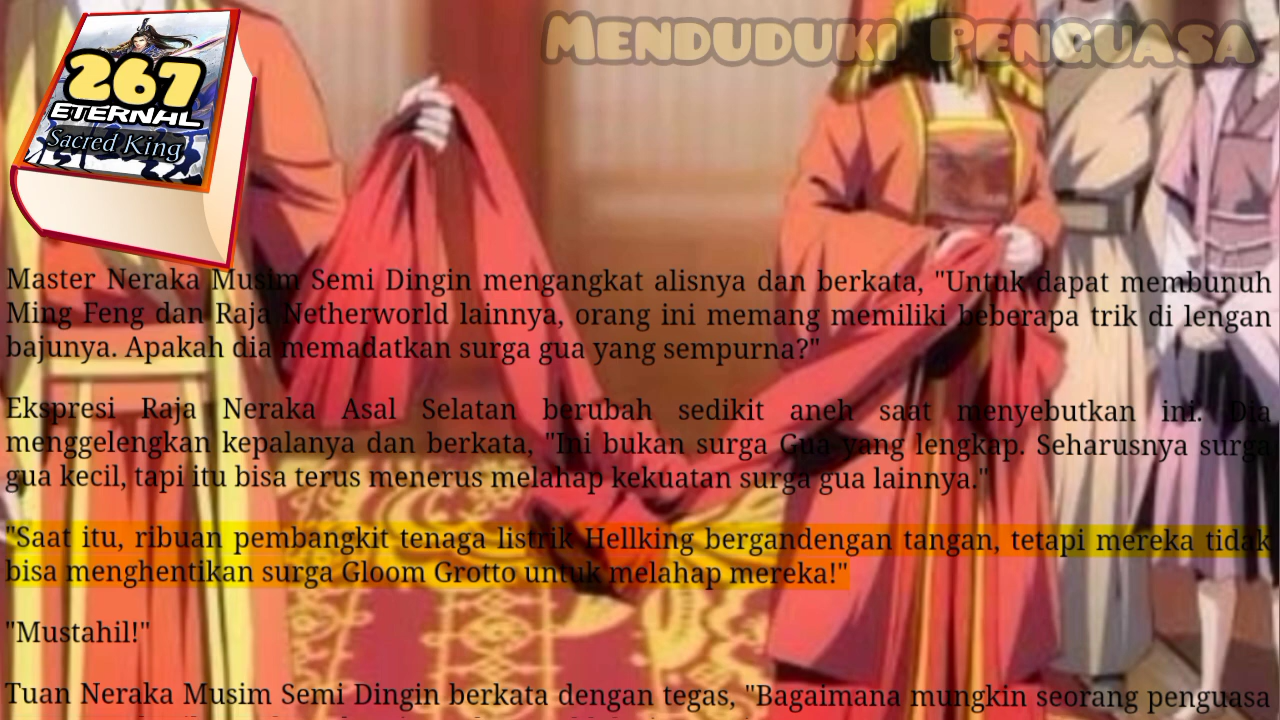 Menduduki Penguasa
267
ETERNAL
Sacred King
Master Neraka Musim Semi Dingin mengangkat alisnya dan berkata, "Untuk dapat membunuh
Ming Feng dan Raja Netherworld lainnya, orang ini memang memiliki beberapa trik di lengan
bajunya. Apakah dia memadatkan surga gua yang sempurna?"
Ekspresi Raja Neraka Asal Selatan berubah sedikit aneh saat menyebutkan ini. Dia
menggelengkan kepalanya dan berkata, "Ini bukan surga Gua yang lengkap. Seharusnya surga
gua kecil, tapi itu bisa terus menerus melahap kekuatan surga gua lainnya."
"Saat itu, ribuan pembangkit tenaga listrik Hellking bergandengan tangan, tetapi mereka tidak
bisa menghentikan surga Gloom Grotto untuk melahap mereka!"
"Mustahil!"
Tuan Neraka Musim Semi Dingin berkata dengan tegas, "Bagaimana mungkin seorang penguasa